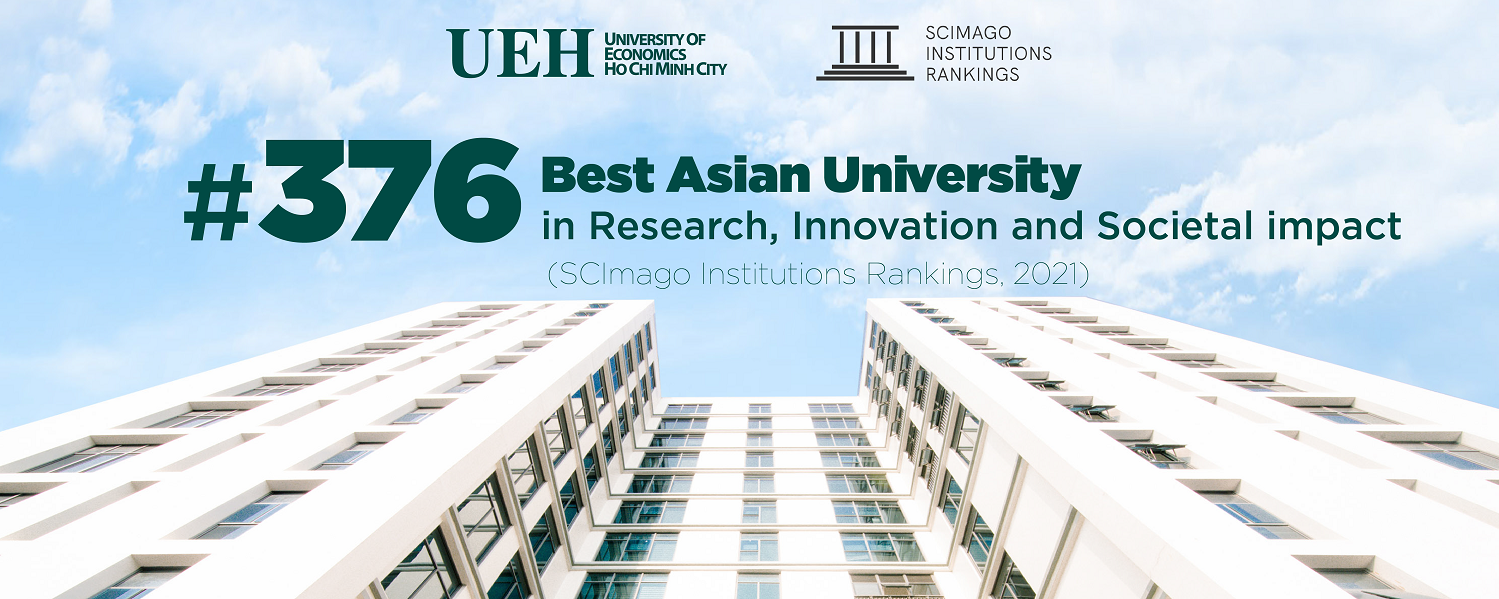 UEH
UNIVERSITY OF
ECONOMICS
HO CHI MINH CITY
SCIMAGO
INSTITUTIONS
RANKINGS
#376
Best Asian University
in Research, Innovation and Societal impact
(SCImago Institutions Rankings, 2021)